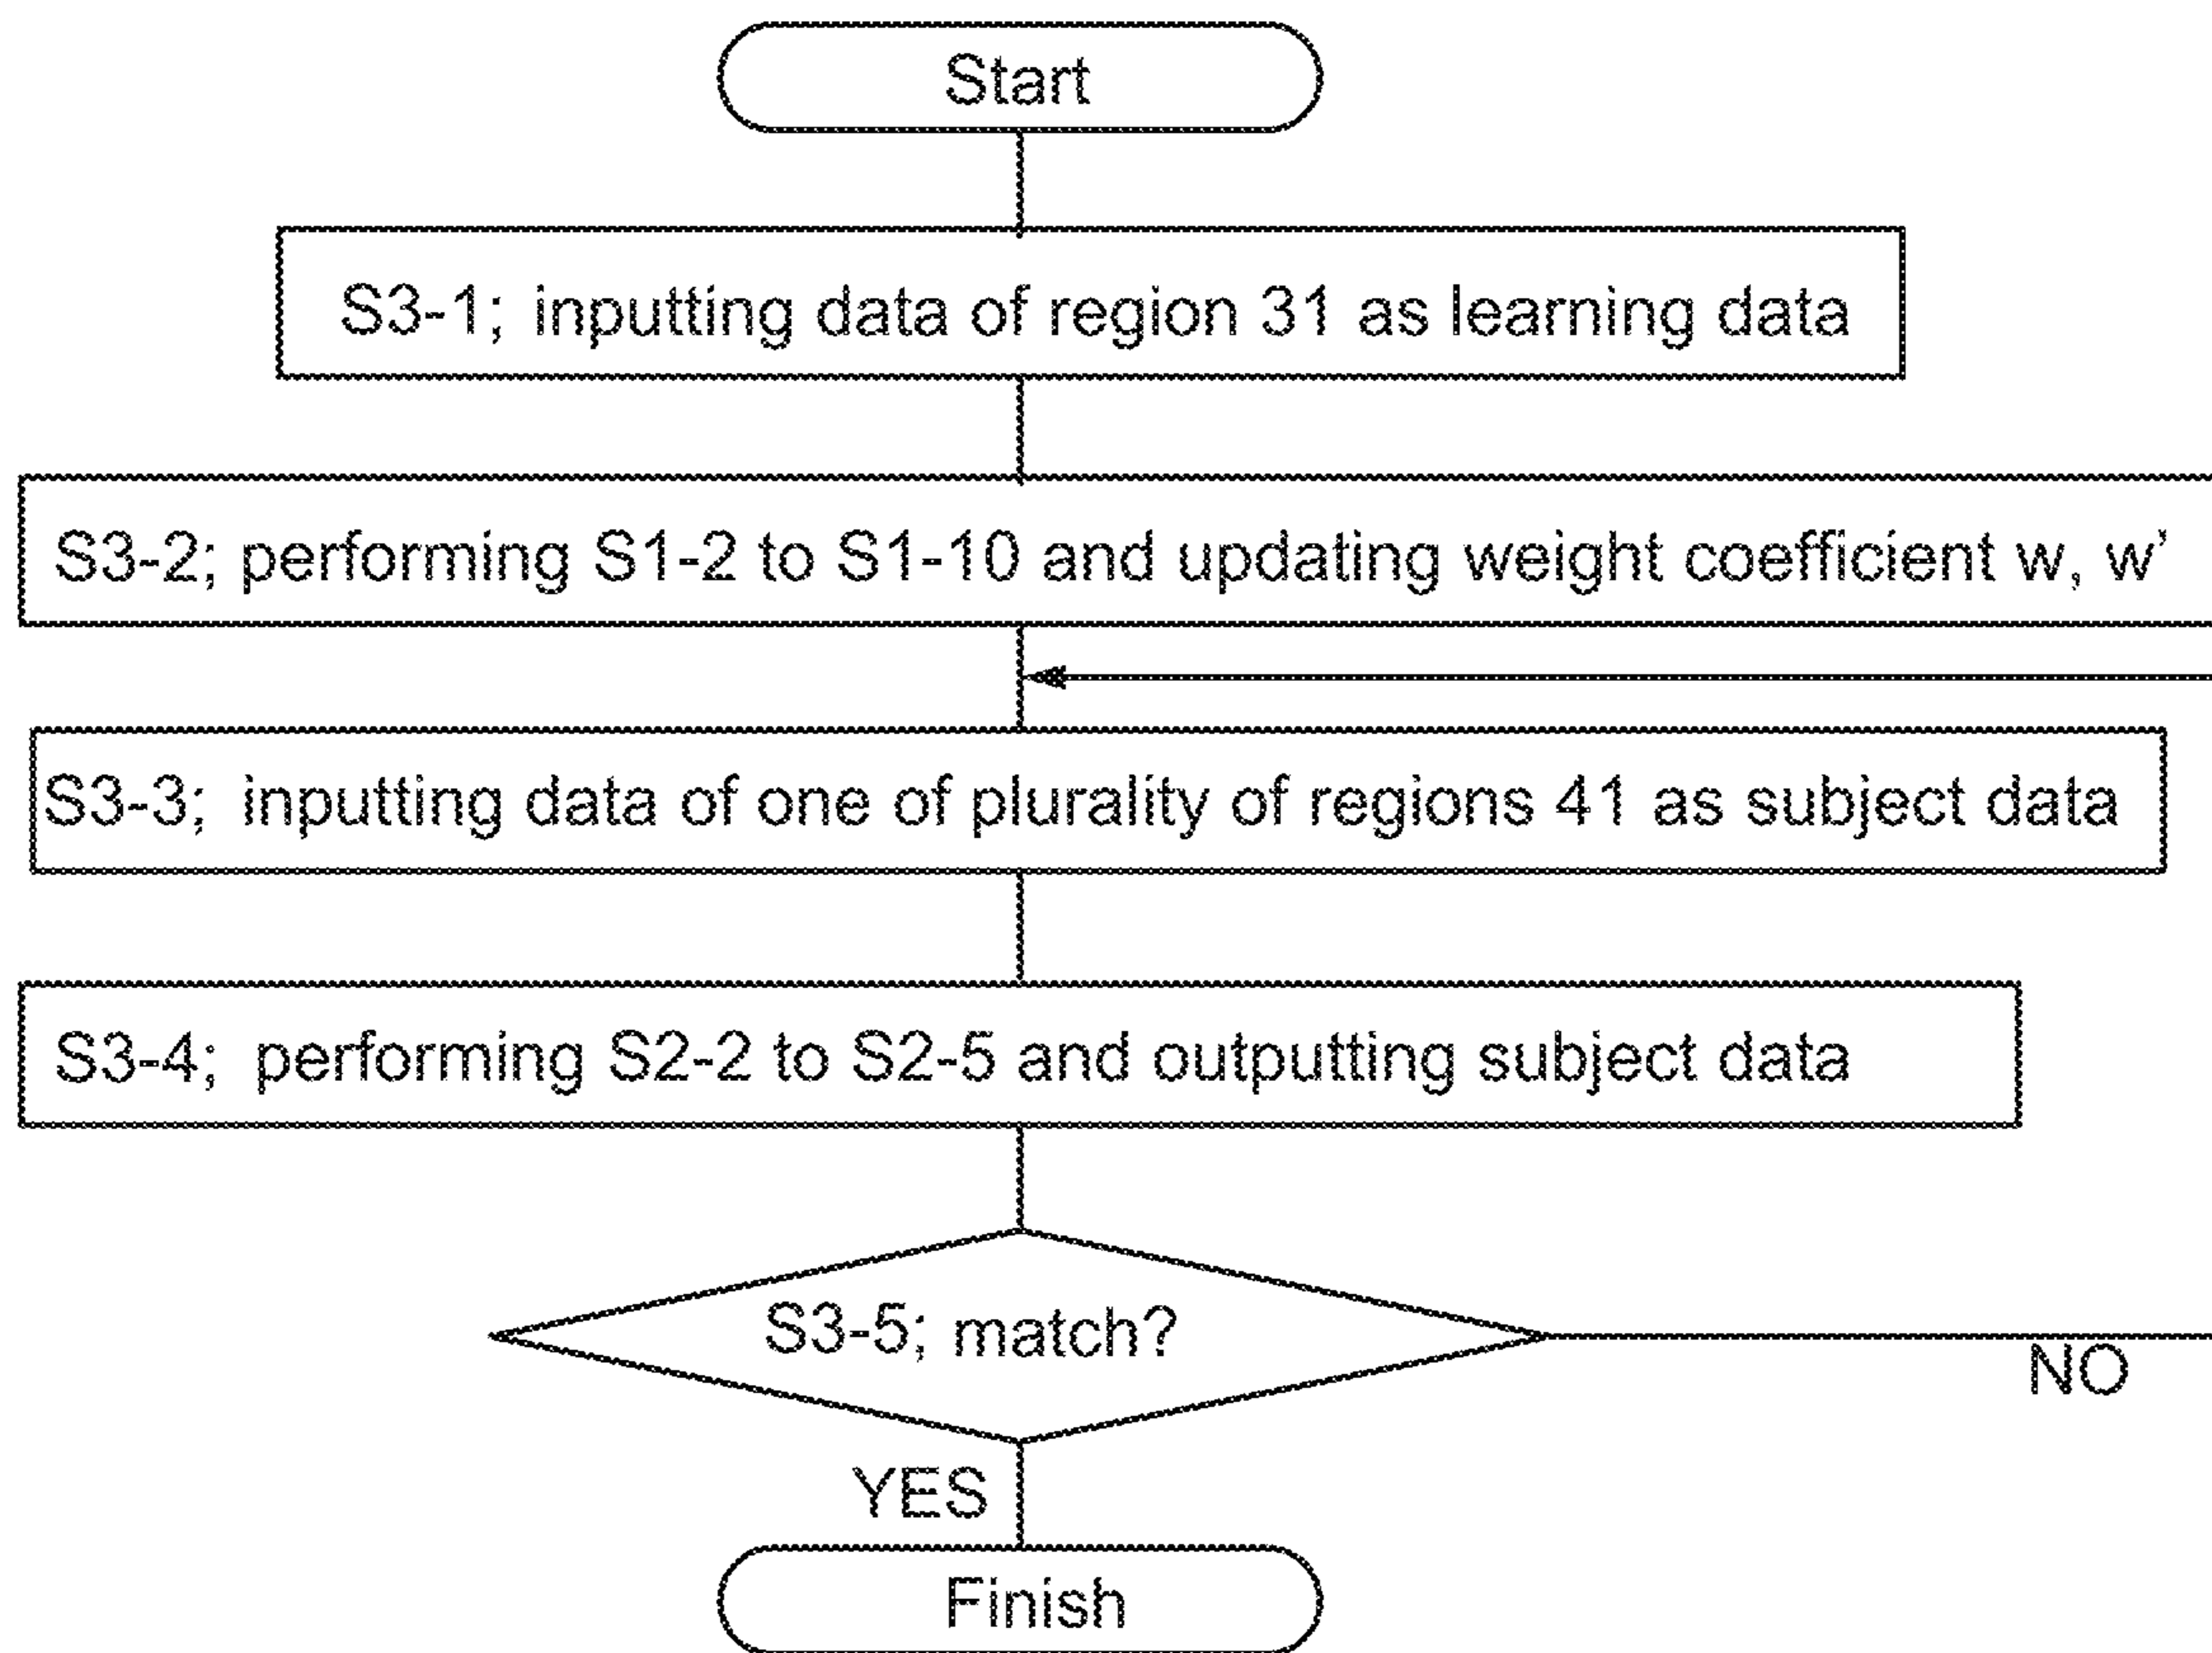 Start
S3-1; inputting data of region 31 as learning data
S3-2; performing S1-2 to S1-10 and updating weight coefficient w, w'
S3-3; inputting data of one of plurality of regions 41 as subject data
S3-4; performing S2-2 to S2-5 and outputting subject data
S3-5; match?
NO
YES
Finish